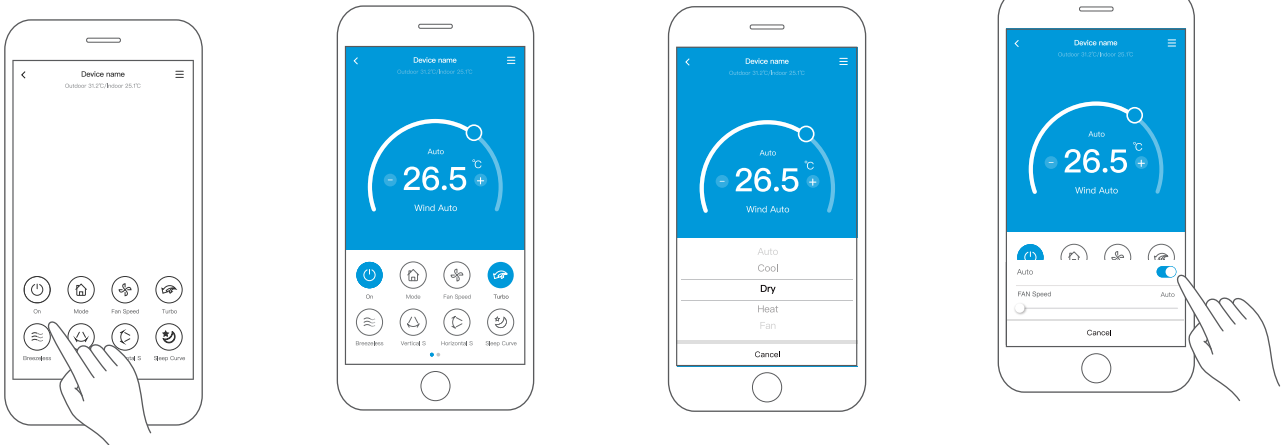 Device name
Outdoor 31.2℃/Indoor 25.1℃
On Mode Fan Speed Turbo
Breezeless Sleep Curve
Device name
Outdoor 31.2℃/Indoor 25.1℃
Auto
26.5 ℃
Wind Auto
On Mode Fan Speed Turbo
Breezeless Vertical S Horizontal S Sleep Curve
Device name
Outdoor 31.2℃/Indoor 25.1℃
Auto
- 26.5 ℃ +
Wind Auto
Auto
Cool
Dry
Heat
Fan
Cancel
Device name
Outdoor 31.2℃/Indoor 25.1℃
Auto
- 26.5 ℃ +
Wind Auto
Auto
FAN Speed Auto
Cancel